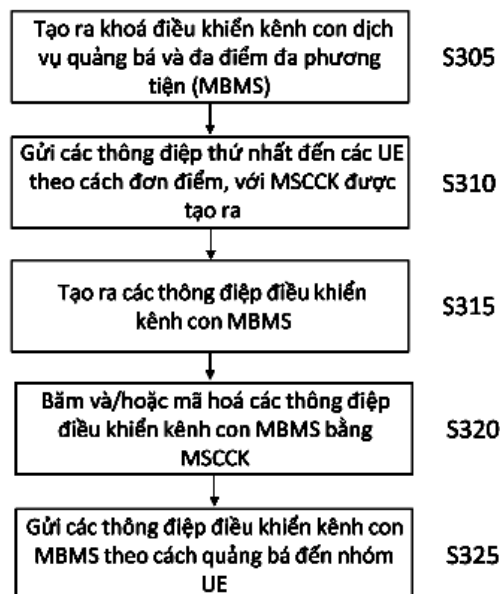 Tạo ra khoá điều khiển kênh con dịch
vụ quảng bá và đa điểm đa phương
tiện (MBMS)
S305
Gửi các thông điệp thứ nhất đến các UE
theo cách đơn điểm, với MSCCK được
tạo ra
S310
Tạo ra các thông điệp điều khiển
kênh con MBMS
S315
Băm và/hoặc mã hoá các thông điệp
điều khiển kênh con MBMS bằng
MSCCK
S320
Gửi các thông điệp điều khiển kênh con
MBMS theo cách quảng bá đến nhóm
UE
S325